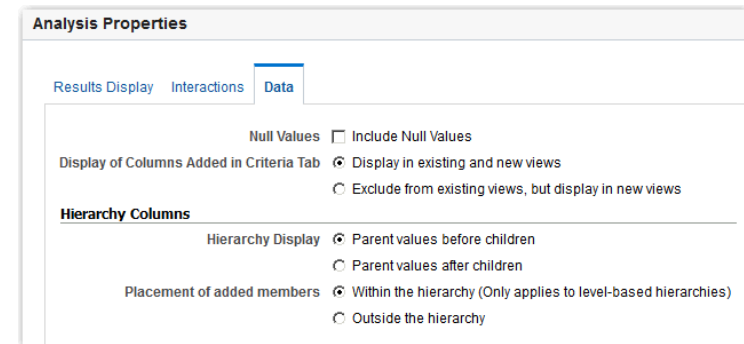 Analysis Properties
Results Display Interactions Data
Null Values Include Null Values
Display of Columns Added in Criteria Tab Display in existing and new views
Exclude from existing views, but display in new views
Hierarchy Columns
Hierarchy Display Parent values before children
Parent values after children
Placement of added members Within the hierarchy (Only applies to level-based hierarchies)
Outside the hierarchy